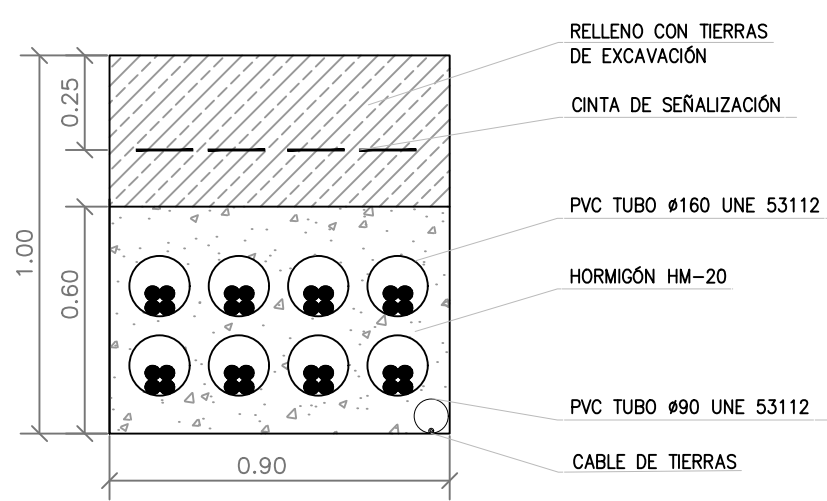 RELLENO CON TIERRAS
DE EXCAVACIÓN
0.25
CINTA DE SEÑALIZACIÓN
PVC TUBO ø160 UNE 53112
1.00
0.60
HORMIGÓN HM-20
PVC TUBO ø90 UNE 53112
0.90
CABLE DE TIERRAS